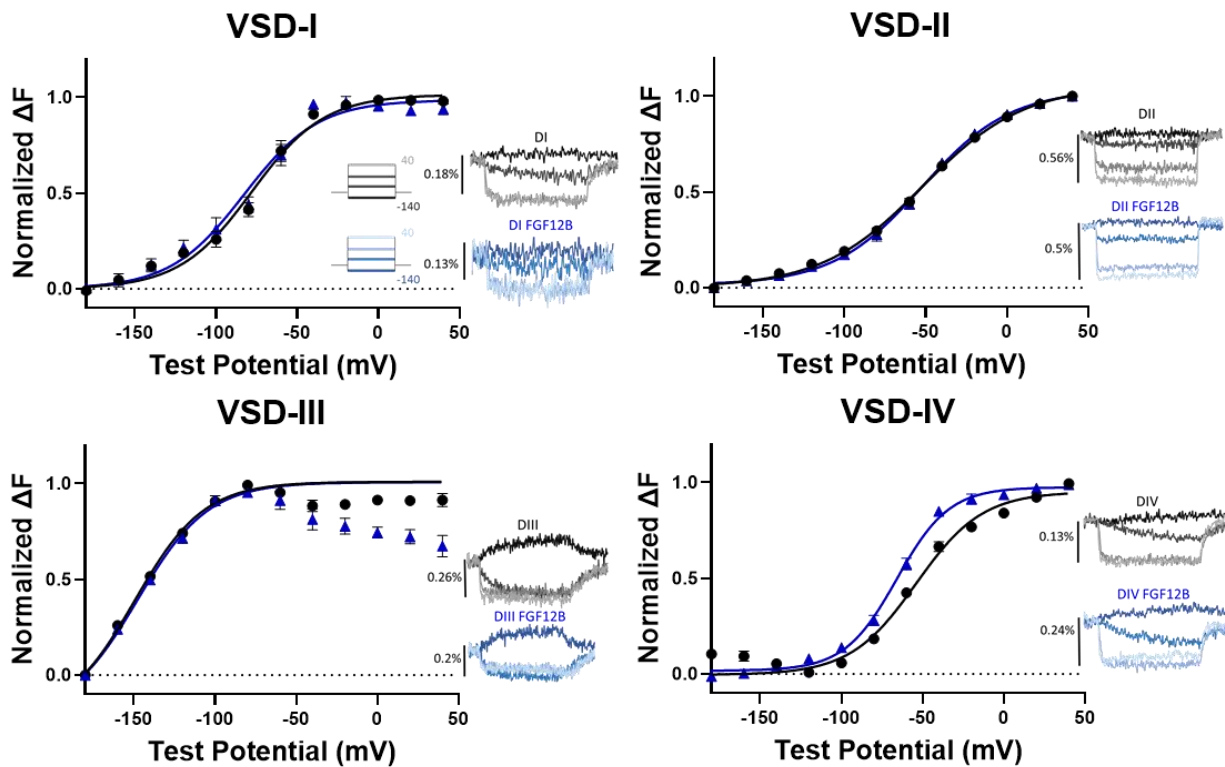 VSD-I
Normalized ΔF
1.0
0.5
0.0
-150
-100
-50
0
50
Test Potential (mV)
40
-140
40
-140
DI
0.18%
DI FGF12B
0.13%
VSD-II
Normalized ΔF
1.0
0.5
0.0
-150
-100
-50
0
50
Test Potential (mV)
DII
0.56%
DII FGF12B
0.5%
VSD-III
Normalized ΔF
1.0
0.5
0.0
-150
-100
-50
0
50
Test Potential (mV)
DIII
0.26%
DIII FGF12B
0.2%
VSD-IV
Normalized ΔF
1.0
0.5
0.0
-150
-100
-50
0
50
Test Potential (mV)
DIV
0.13%
DIV FGF12B
0.24%